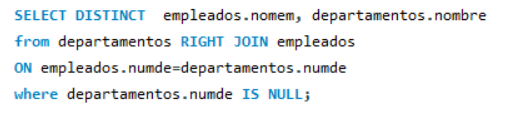 SELECT DISTINCT empleados.nomem, departamentos.nombre
from departamentos RIGHT JOIN empleados
ON empleados.numde=departamentos.numde
where departamentos.numde IS NULL;